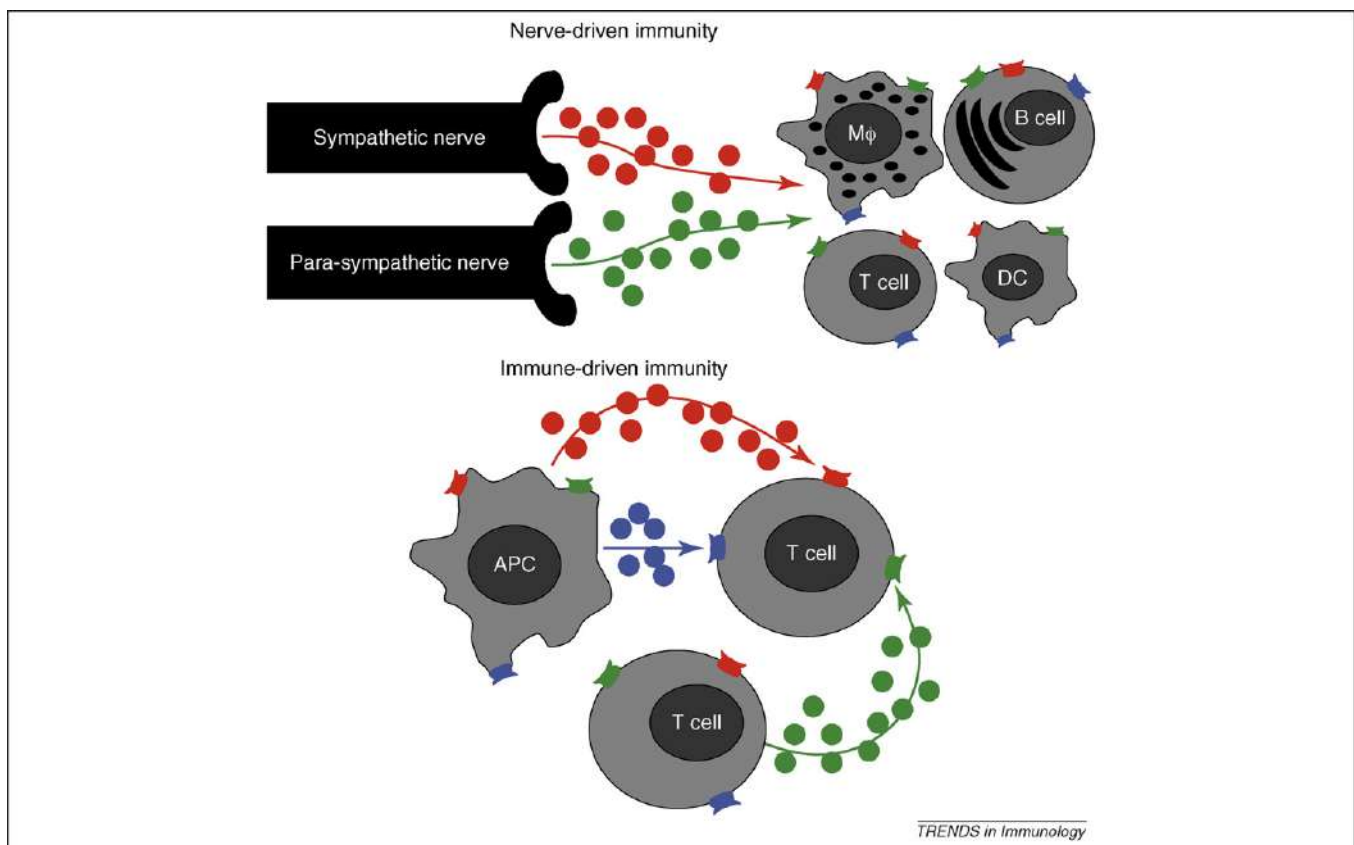 Nerve-driven immunity
Sympathetic nerve
Para-sympathetic nerve
Mϕ
B cell
T cell
DC
Immune-driven immunity
APC
T cell
T cell
TRENDS in Immunology